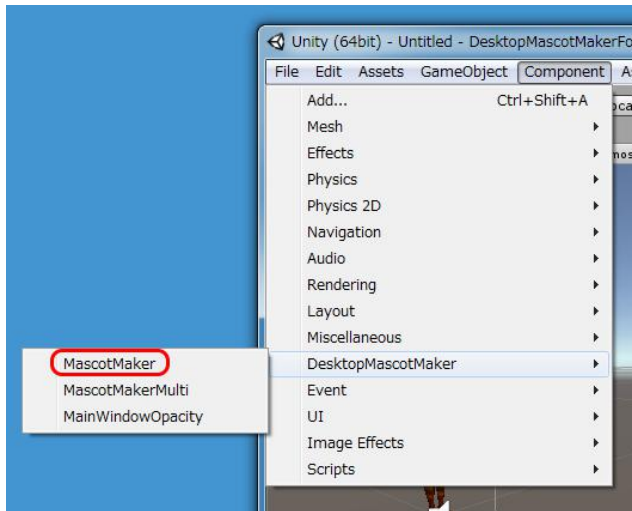 Unity (64bit) - Untitled - DesktopMascotMakerFo
File Edit Assets GameObject Component A
Add... Ctrl+Shift+A
Mesh
Effects
Physics
Physics 2D
Navigation
Audio
Rendering
Layout
Miscellaneous
DesktopMascotMaker
Event
UI
Image Effects
Scripts
MascotMaker
MascotMakerMulti
MainWindowOpacity